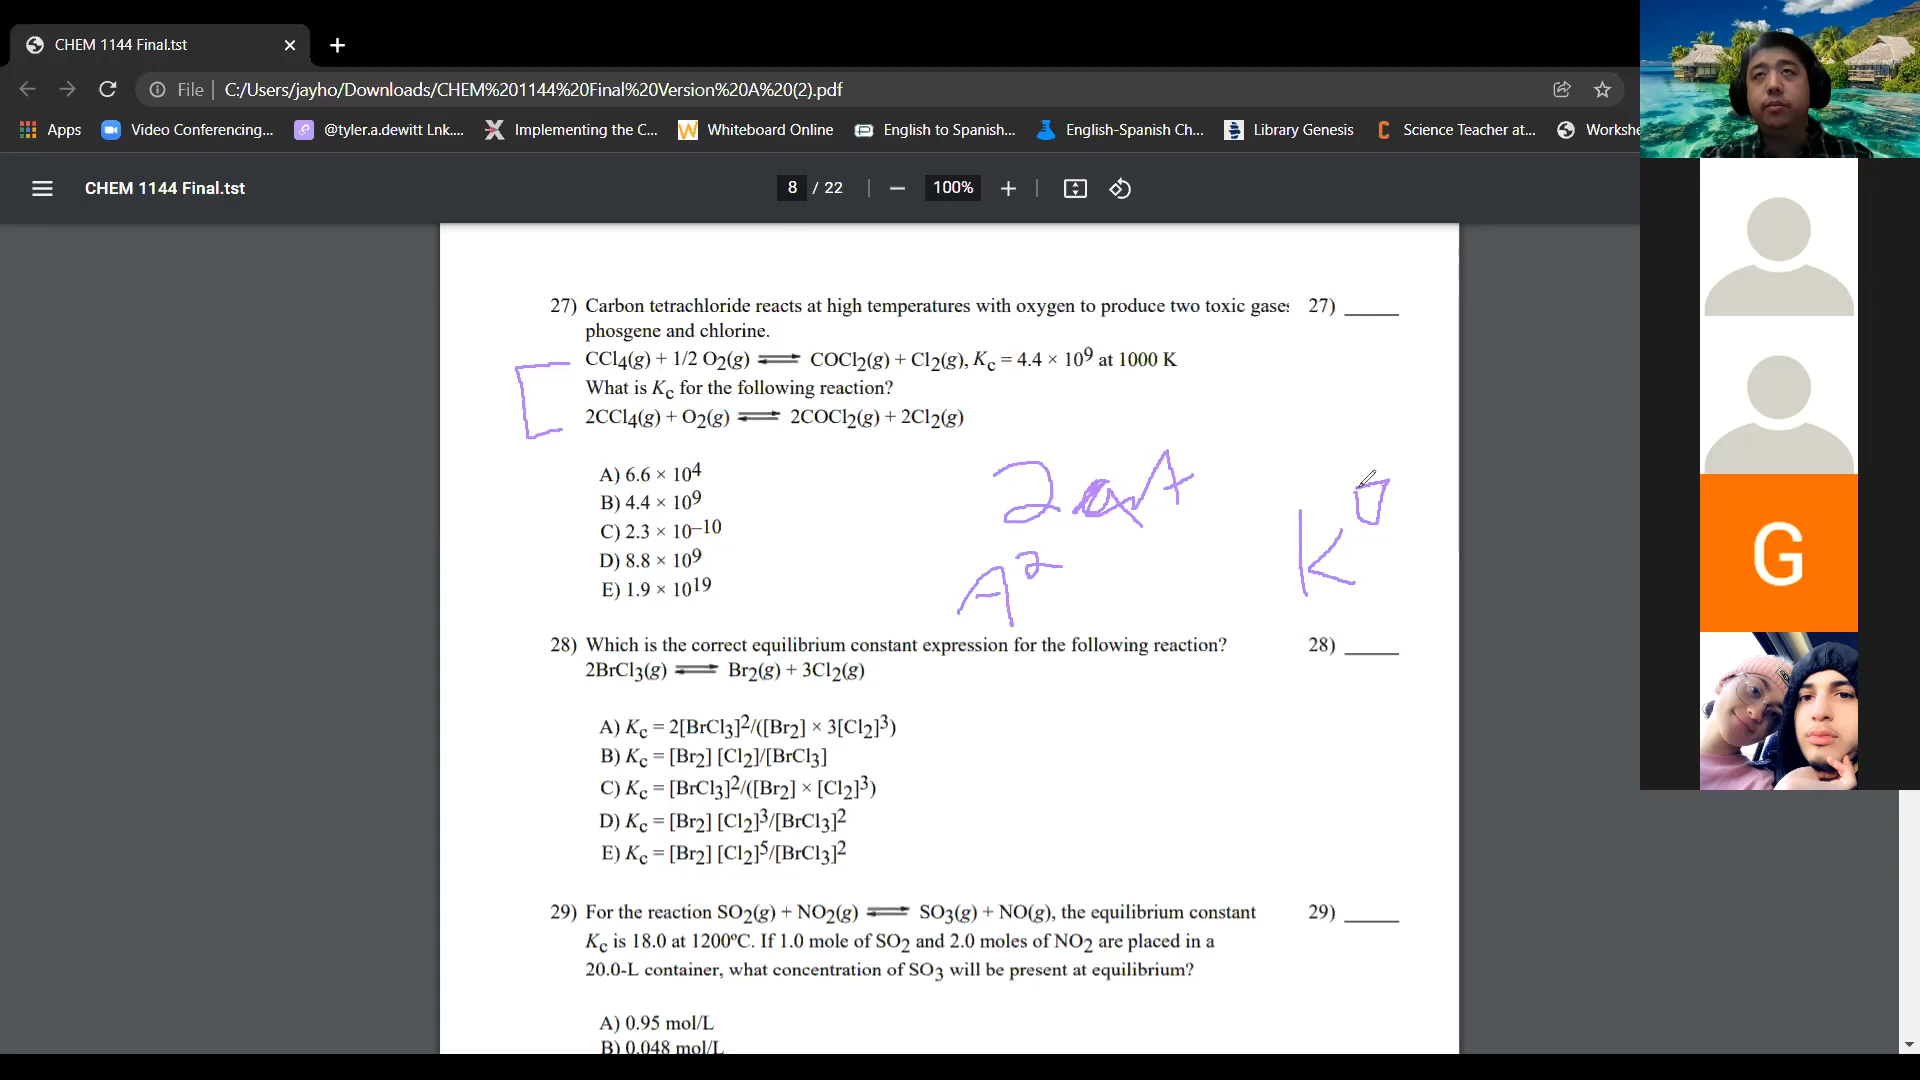 CHEM 1144 Final.tst
File C:/Users/jayho/Downloads/CHEM%201144%20Final%20Version%20A%20(2).pdf
Apps Video Conferencing... @tyler.a.dewitt Lnk.... Implementing the C... Whiteboard Online English to Spanish... English-Spanish Ch... Library Genesis Science Teacher at... Workshe
CHEM 1144 Final.tst 8 / 22 100%
27) Carbon tetrachloride reacts at high temperatures with oxygen to produce two toxic gases 27) ______
phosgene and chlorine.
CCl4(g) + 1/2 O2(g) ⇌ COCl2(g) + Cl2(g), Kc = 4.4 × 10^9 at 1000 K
What is Kc for the following reaction?
2CCl4(g) + O2(g) ⇌ 2COCl2(g) + 2Cl2(g)
A) 6.6 × 10^4
B) 4.4 × 10^9
C) 2.3 × 10^-10
D) 8.8 × 10^9
E) 1.9 × 10^19
A^2
K
28) Which is the correct equilibrium constant expression for the following reaction? 28) ______
2BrCl3(g) ⇌ Br2(g) + 3Cl2(g)
A) Kc = 2[BrCl3]^2/([Br2] × 3[Cl2]^3)
B) Kc = [Br2] [Cl2]/[BrCl3]
C) Kc = [BrCl3]^2/([Br2] × [Cl2]^3)
D) Kc = [Br2] [Cl2]^3/[BrCl3]^2
E) Kc = [Br2] [Cl2]^5/[BrCl3]^2
29) For the reaction SO2(g) + NO2(g) ⇌ SO3(g) + NO(g), the equilibrium constant 29) ______
Kc is 18.0 at 1200°C. If 1.0 mole of SO2 and 2.0 moles of NO2 are placed in a
20.0-L container, what concentration of SO3 will be present at equilibrium?
A) 0.95 mol/L
B) 0.048 mol/L
G